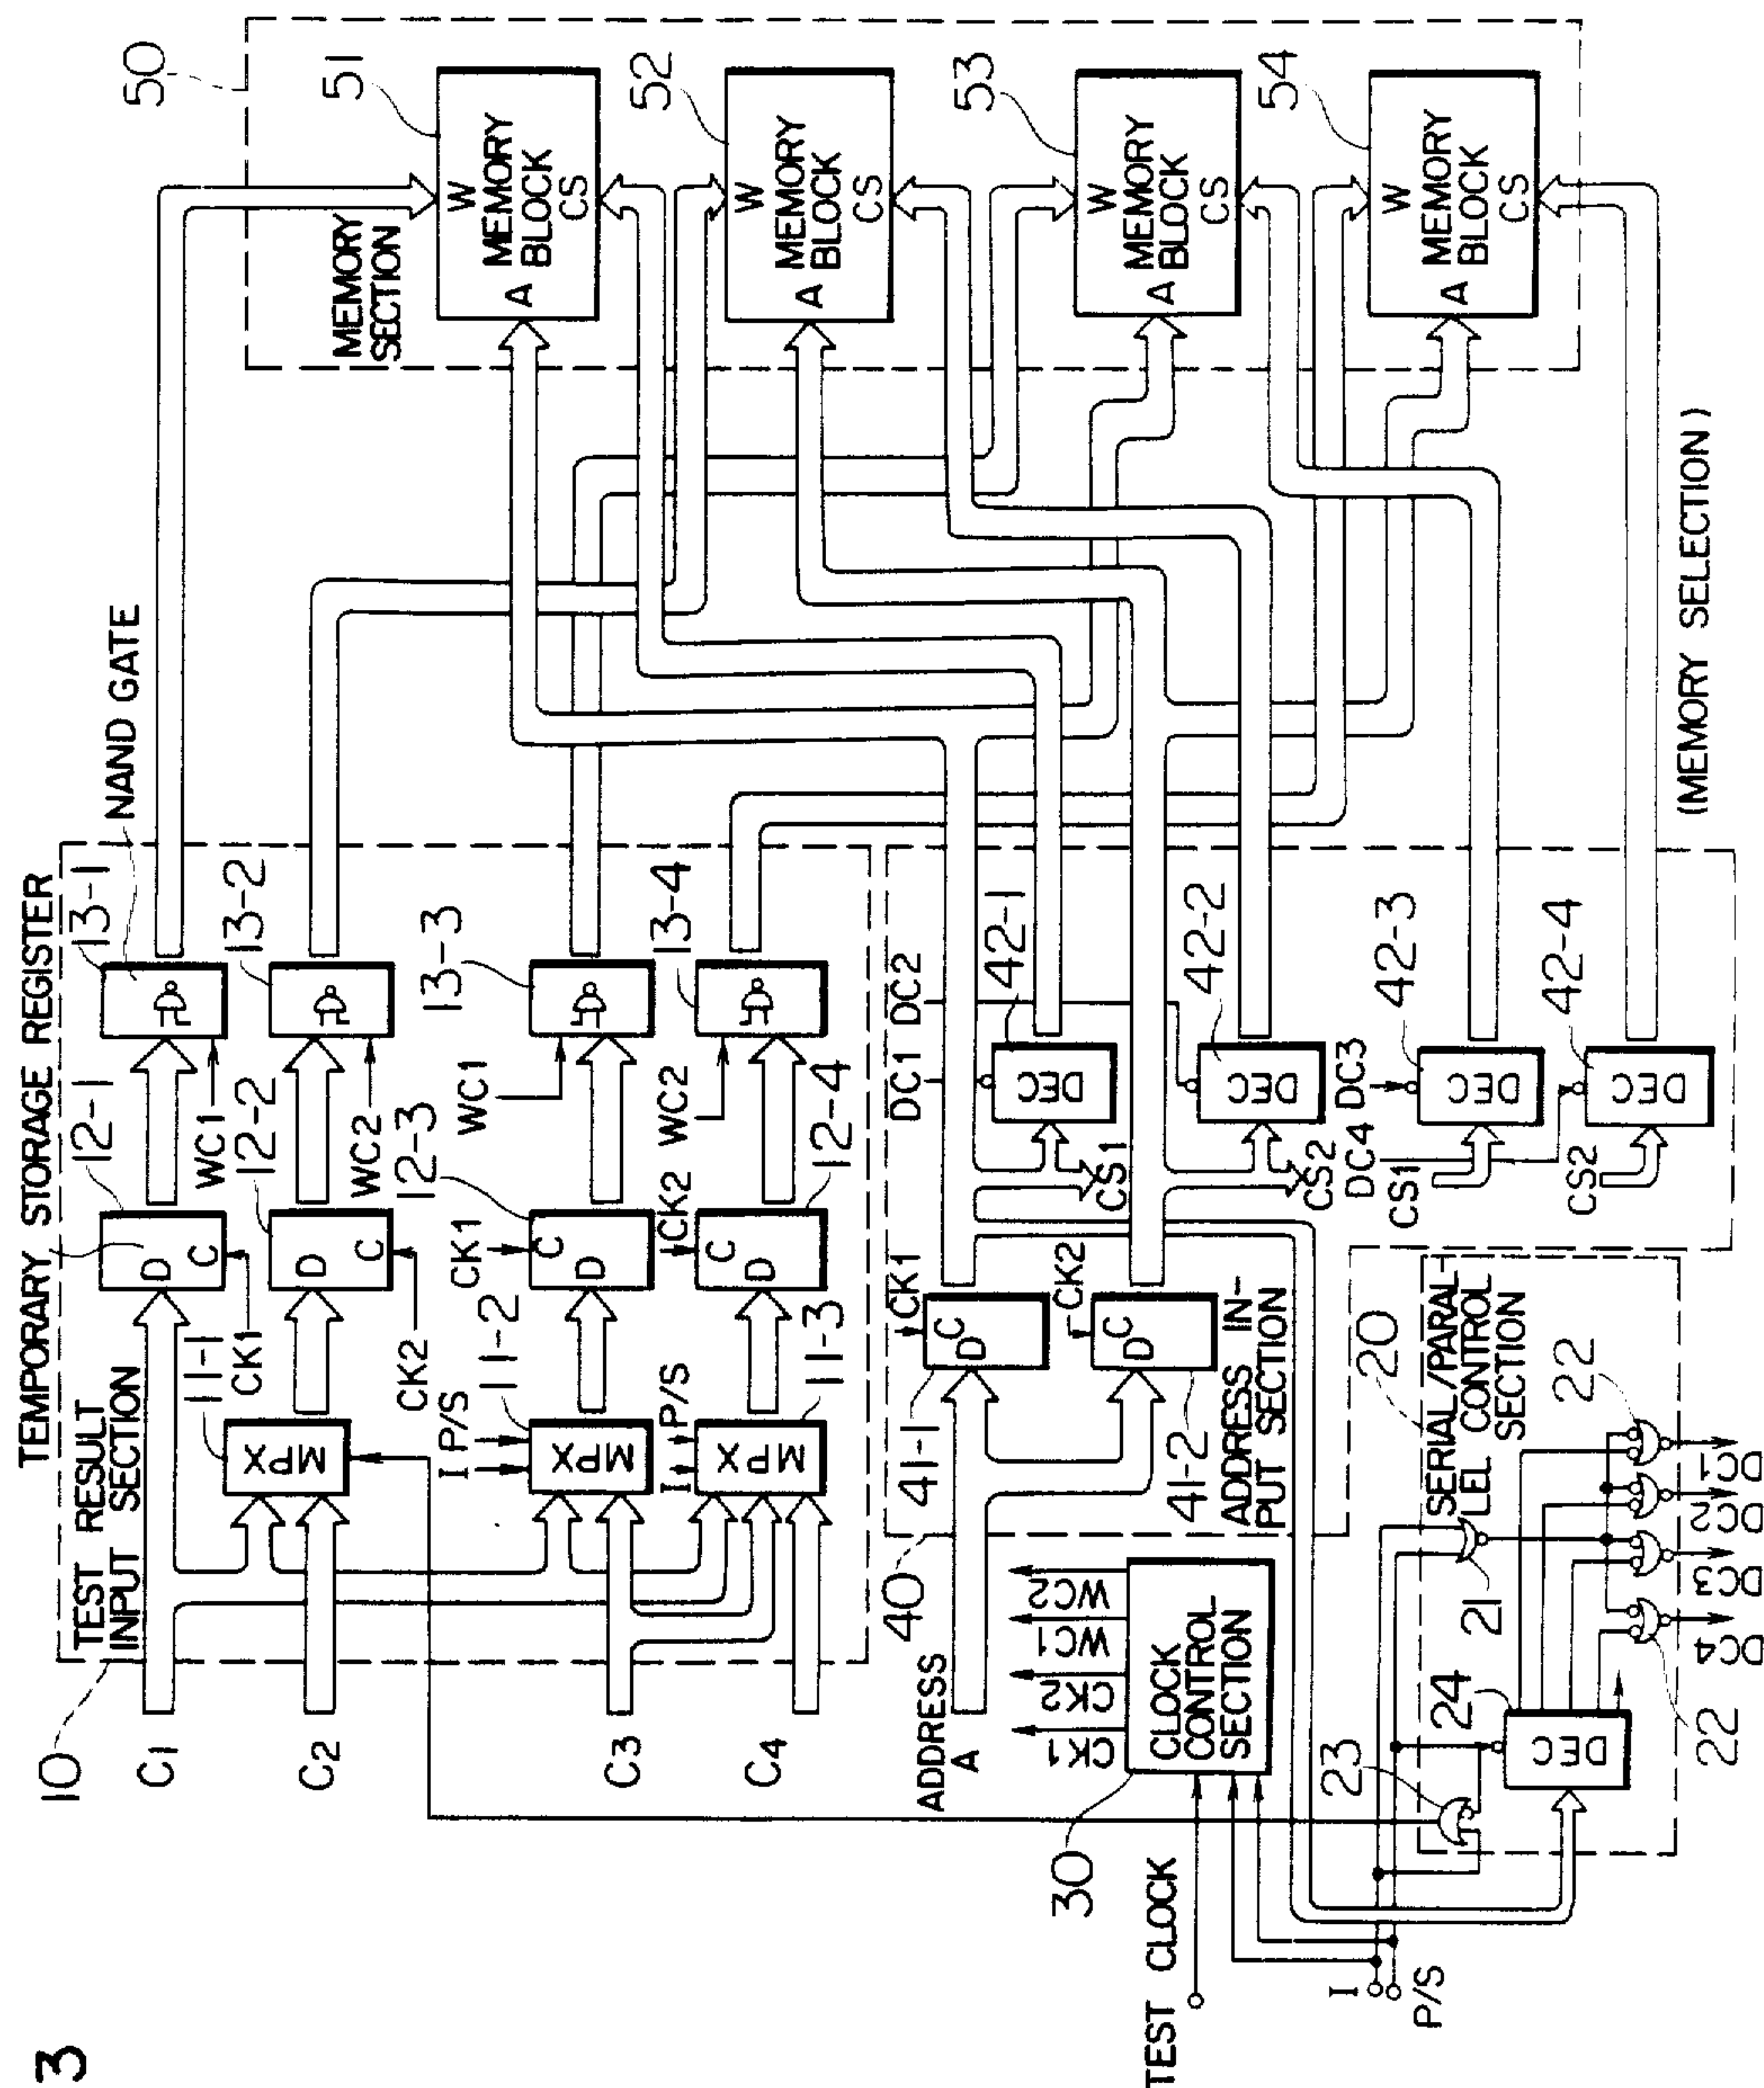 3
TEMPORARY STORAGE REGISTER
NAND GATE
50
10
TEST RESULT
INPUT SECTION
C1
C2
C3
C4
11-1
MPX
11-2
MPX
I P/S
11-3
MPX
I P/S
12-1
D
C
CK1
12-2
D
C
CK2
12-3
C
D
CK1
12-4
C
D
CK2
13-1
WC1
13-2
WC2
13-3
WC1
13-4
WC2
MEMORY
SECTION
51
W
MEMORY
BLOCK
A
CS
52
W
MEMORY
BLOCK
A
CS
53
W
MEMORY
BLOCK
A
CS
54
W
MEMORY
BLOCK
A
CS
(MEMORY SELECTION)
40
ADDRESS
A
ADDRESS IN-
PUT SECTION
41-1
D
C
CK1
41-2
D
C
CK2
DC1
DC2
42-1
DEC
CS1
42-2
DEC
CS2
DC3
42-3
DEC
CS1
DC4
42-4
DEC
CS2
30
CLOCK
CONTROL
SECTION
CK1
CK2
WC1
WC2
TEST CLOCK
I
P/S
20
SERIAL/PARAL-
LEL CONTROL
SECTION
21
22
22
23
24
DEC
DC1
DC2
DC3
DC4